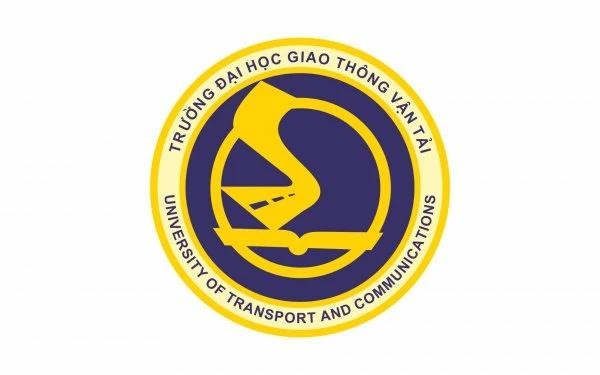 TRƯỜNG ĐẠI HỌC GIAO THÔNG VẬN TẢI
UNIVERSITY OF TRANSPORT AND COMMUNICATIONS